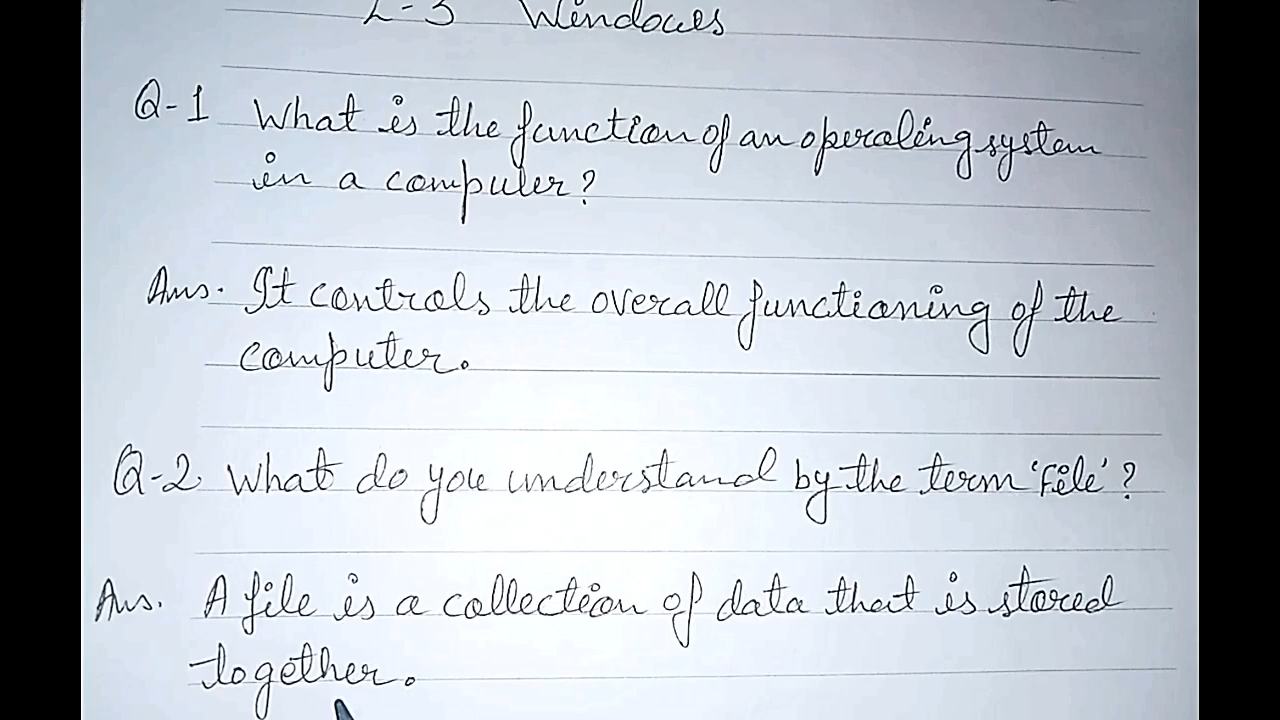 L-3 Windows
Q-1 What is the function of an operating system
in a computer?
Ans. It controls the overall functioning of the
computer.
Q-2. What do you understand by the term 'File'?
Ans. A file is a collection of data that is stored
together.